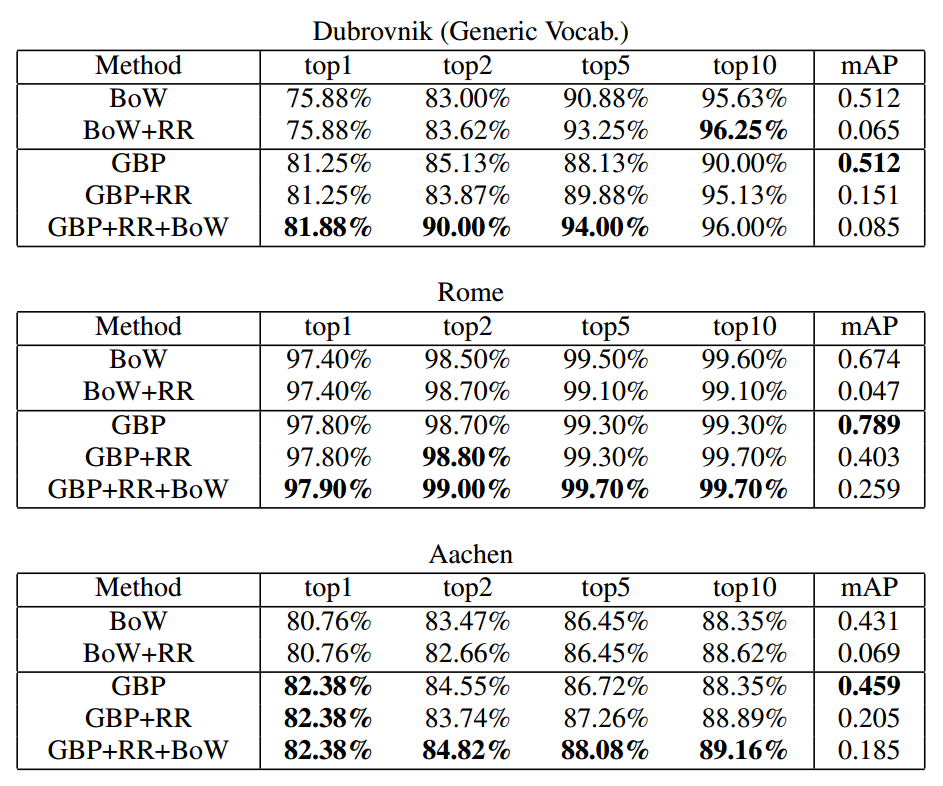 Dubrovnik (Generic Vocab.)
Method top1 top2 top5 top10 mAP
BoW 75.88% 83.00% 90.88% 95.63% 0.512
BoW+RR 75.88% 83.62% 93.25% 96.25% 0.065
GBP 81.25% 85.13% 88.13% 90.00% 0.512
GBP+RR 81.25% 83.87% 89.88% 95.13% 0.151
GBP+RR+BoW 81.88% 90.00% 94.00% 96.00% 0.085
Rome
Method top1 top2 top5 top10 mAP
BoW 97.40% 98.50% 99.50% 99.60% 0.674
BoW+RR 97.40% 98.70% 99.10% 99.10% 0.047
GBP 97.80% 98.70% 99.30% 99.30% 0.789
GBP+RR 97.80% 98.80% 99.30% 99.70% 0.403
GBP+RR+BoW 97.90% 99.00% 99.70% 99.70% 0.259
Aachen
Method top1 top2 top5 top10 mAP
BoW 80.76% 83.47% 86.45% 88.35% 0.431
BoW+RR 80.76% 82.66% 86.45% 88.62% 0.069
GBP 82.38% 84.55% 86.72% 88.35% 0.459
GBP+RR 82.38% 83.74% 87.26% 88.89% 0.205
GBP+RR+BoW 82.38% 84.82% 88.08% 89.16% 0.185